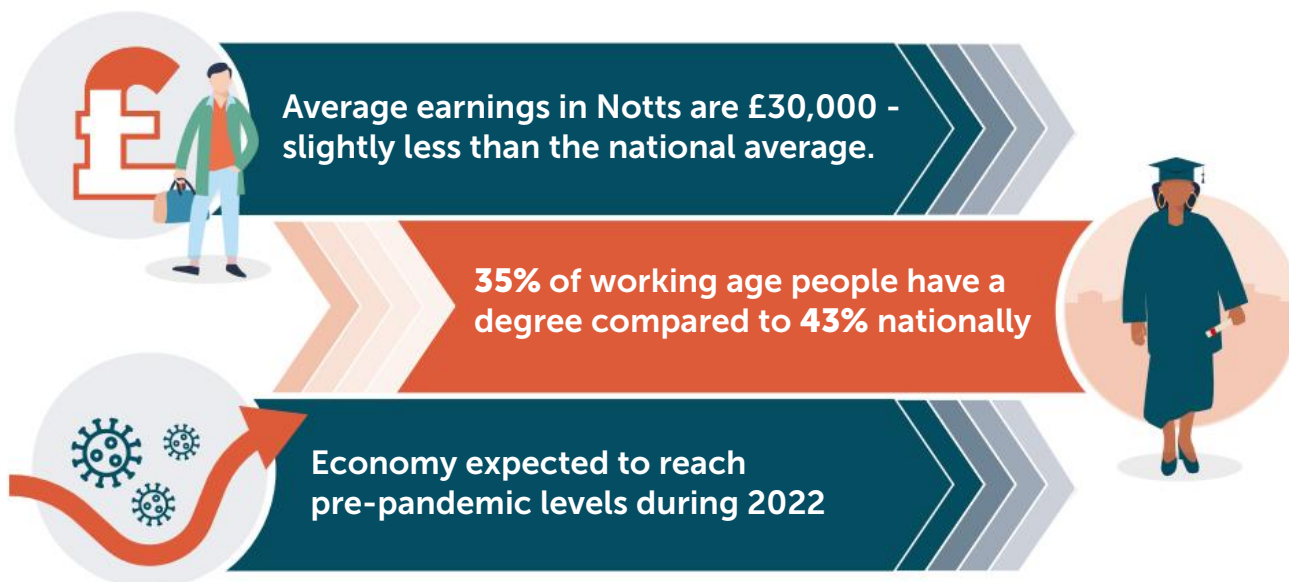 Average earnings in Notts are £30,000 -
slightly less than the national average.
35% of working age people have a
degree compared to 43% nationally
Economy expected to reach
pre-pandemic levels during 2022